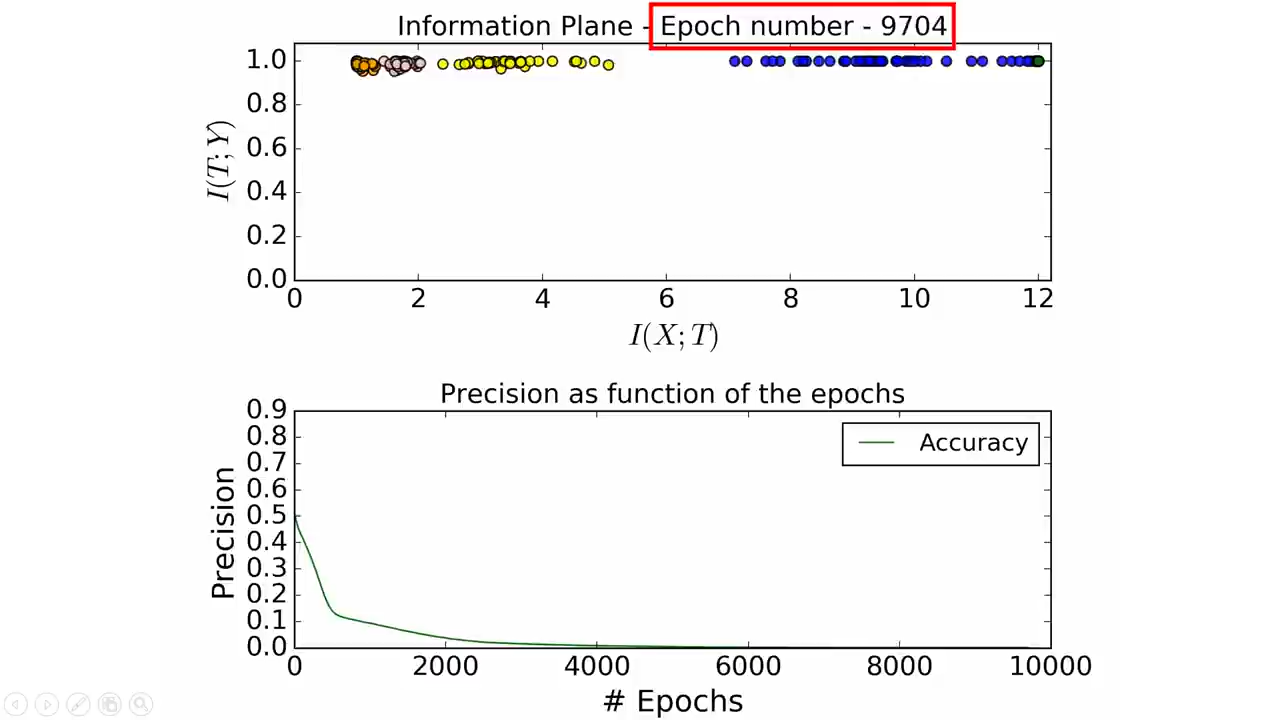 Information Plane - Epoch number - 9704
1.0
0.8
0.6
0.4
0.2
0.0
I(T;Y)
0 2 4 6 8 10 12
I(X;T)
Precision as function of the epochs
0.9
0.8
0.7
0.6
0.5
0.4
0.3
0.2
0.1
0.0
Precision
Accuracy
0 2000 4000 6000 8000 10000
# Epochs